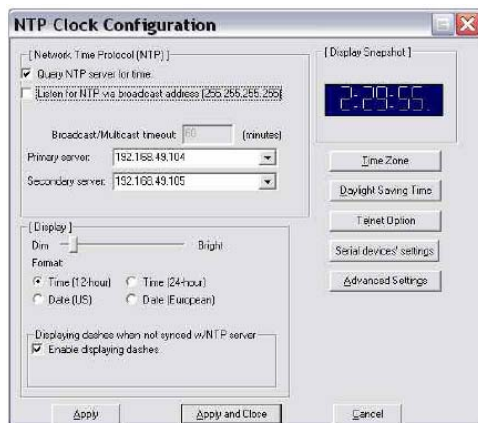 NTP Clock Configuration
[ Network Time Protocol (NTP) ]
Query NTP server for time.
Listen for NTP via broadcast address (255.255.255.255)
Broadcast/Multicast timeout: 60 (minutes)
Primary server: 192.168.49.104
Secondary server: 192.168.49.105
[ Display Snapshot ]
2:29:55
Time Zone
Daylight Saving Time
Telnet Option
Serial devices' settings
Advanced Settings
[ Display ]
Dim Bright
Format:
Time (12-hour) Time (24-hour)
Date (US) Date (European)
Displaying dashes when not synced w/NTP server
Enable displaying dashes
Apply Apply and Close Cancel